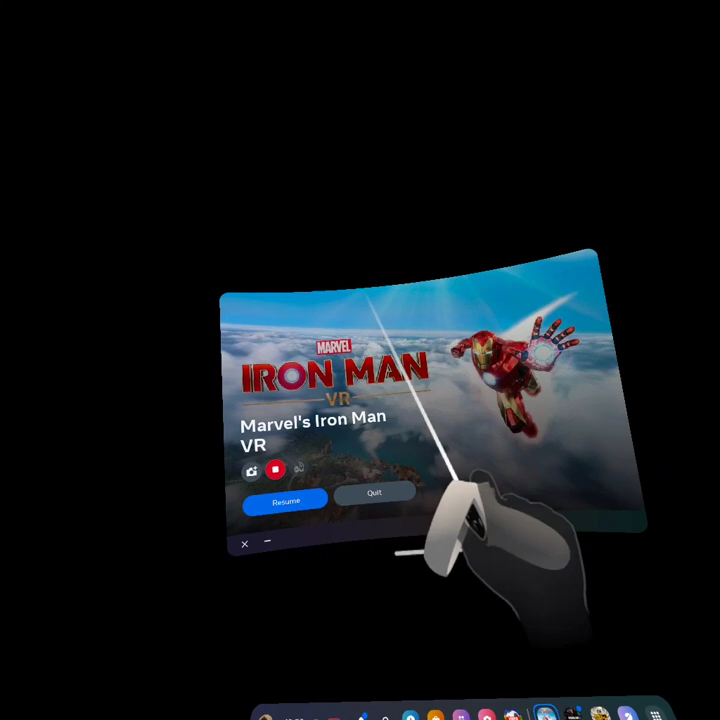 MARVEL
IRON MAN
VR
Marvel's Iron Man
VR
Resume
Quit